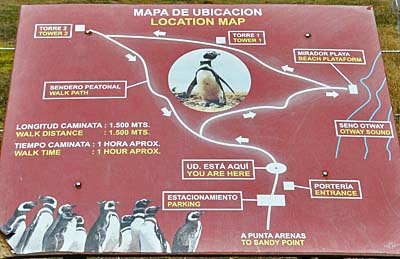 MAPA DE UBICACION
LOCATION MAP
TORRE 2
TOWER 2
TORRE 1
TOWER 1
MIRADOR PLAYA
BEACH PLATAFORM
SENDERO PEATONAL
WALK PATH
SENO OTWAY
OTWAY SOUND
LONGITUD CAMINATA : 1.500 MTS.
WALK DISTANCE : 1.500 MTS.
TIEMPO CAMINATA : 1 HORA APROX.
WALK TIME : 1 HOUR APROX.
UD. ESTÁ AQUÍ
YOU ARE HERE
PORTERÍA
ENTRANCE
ESTACIONAMIENTO
PARKING
A PUNTA ARENAS
TO SANDY POINT